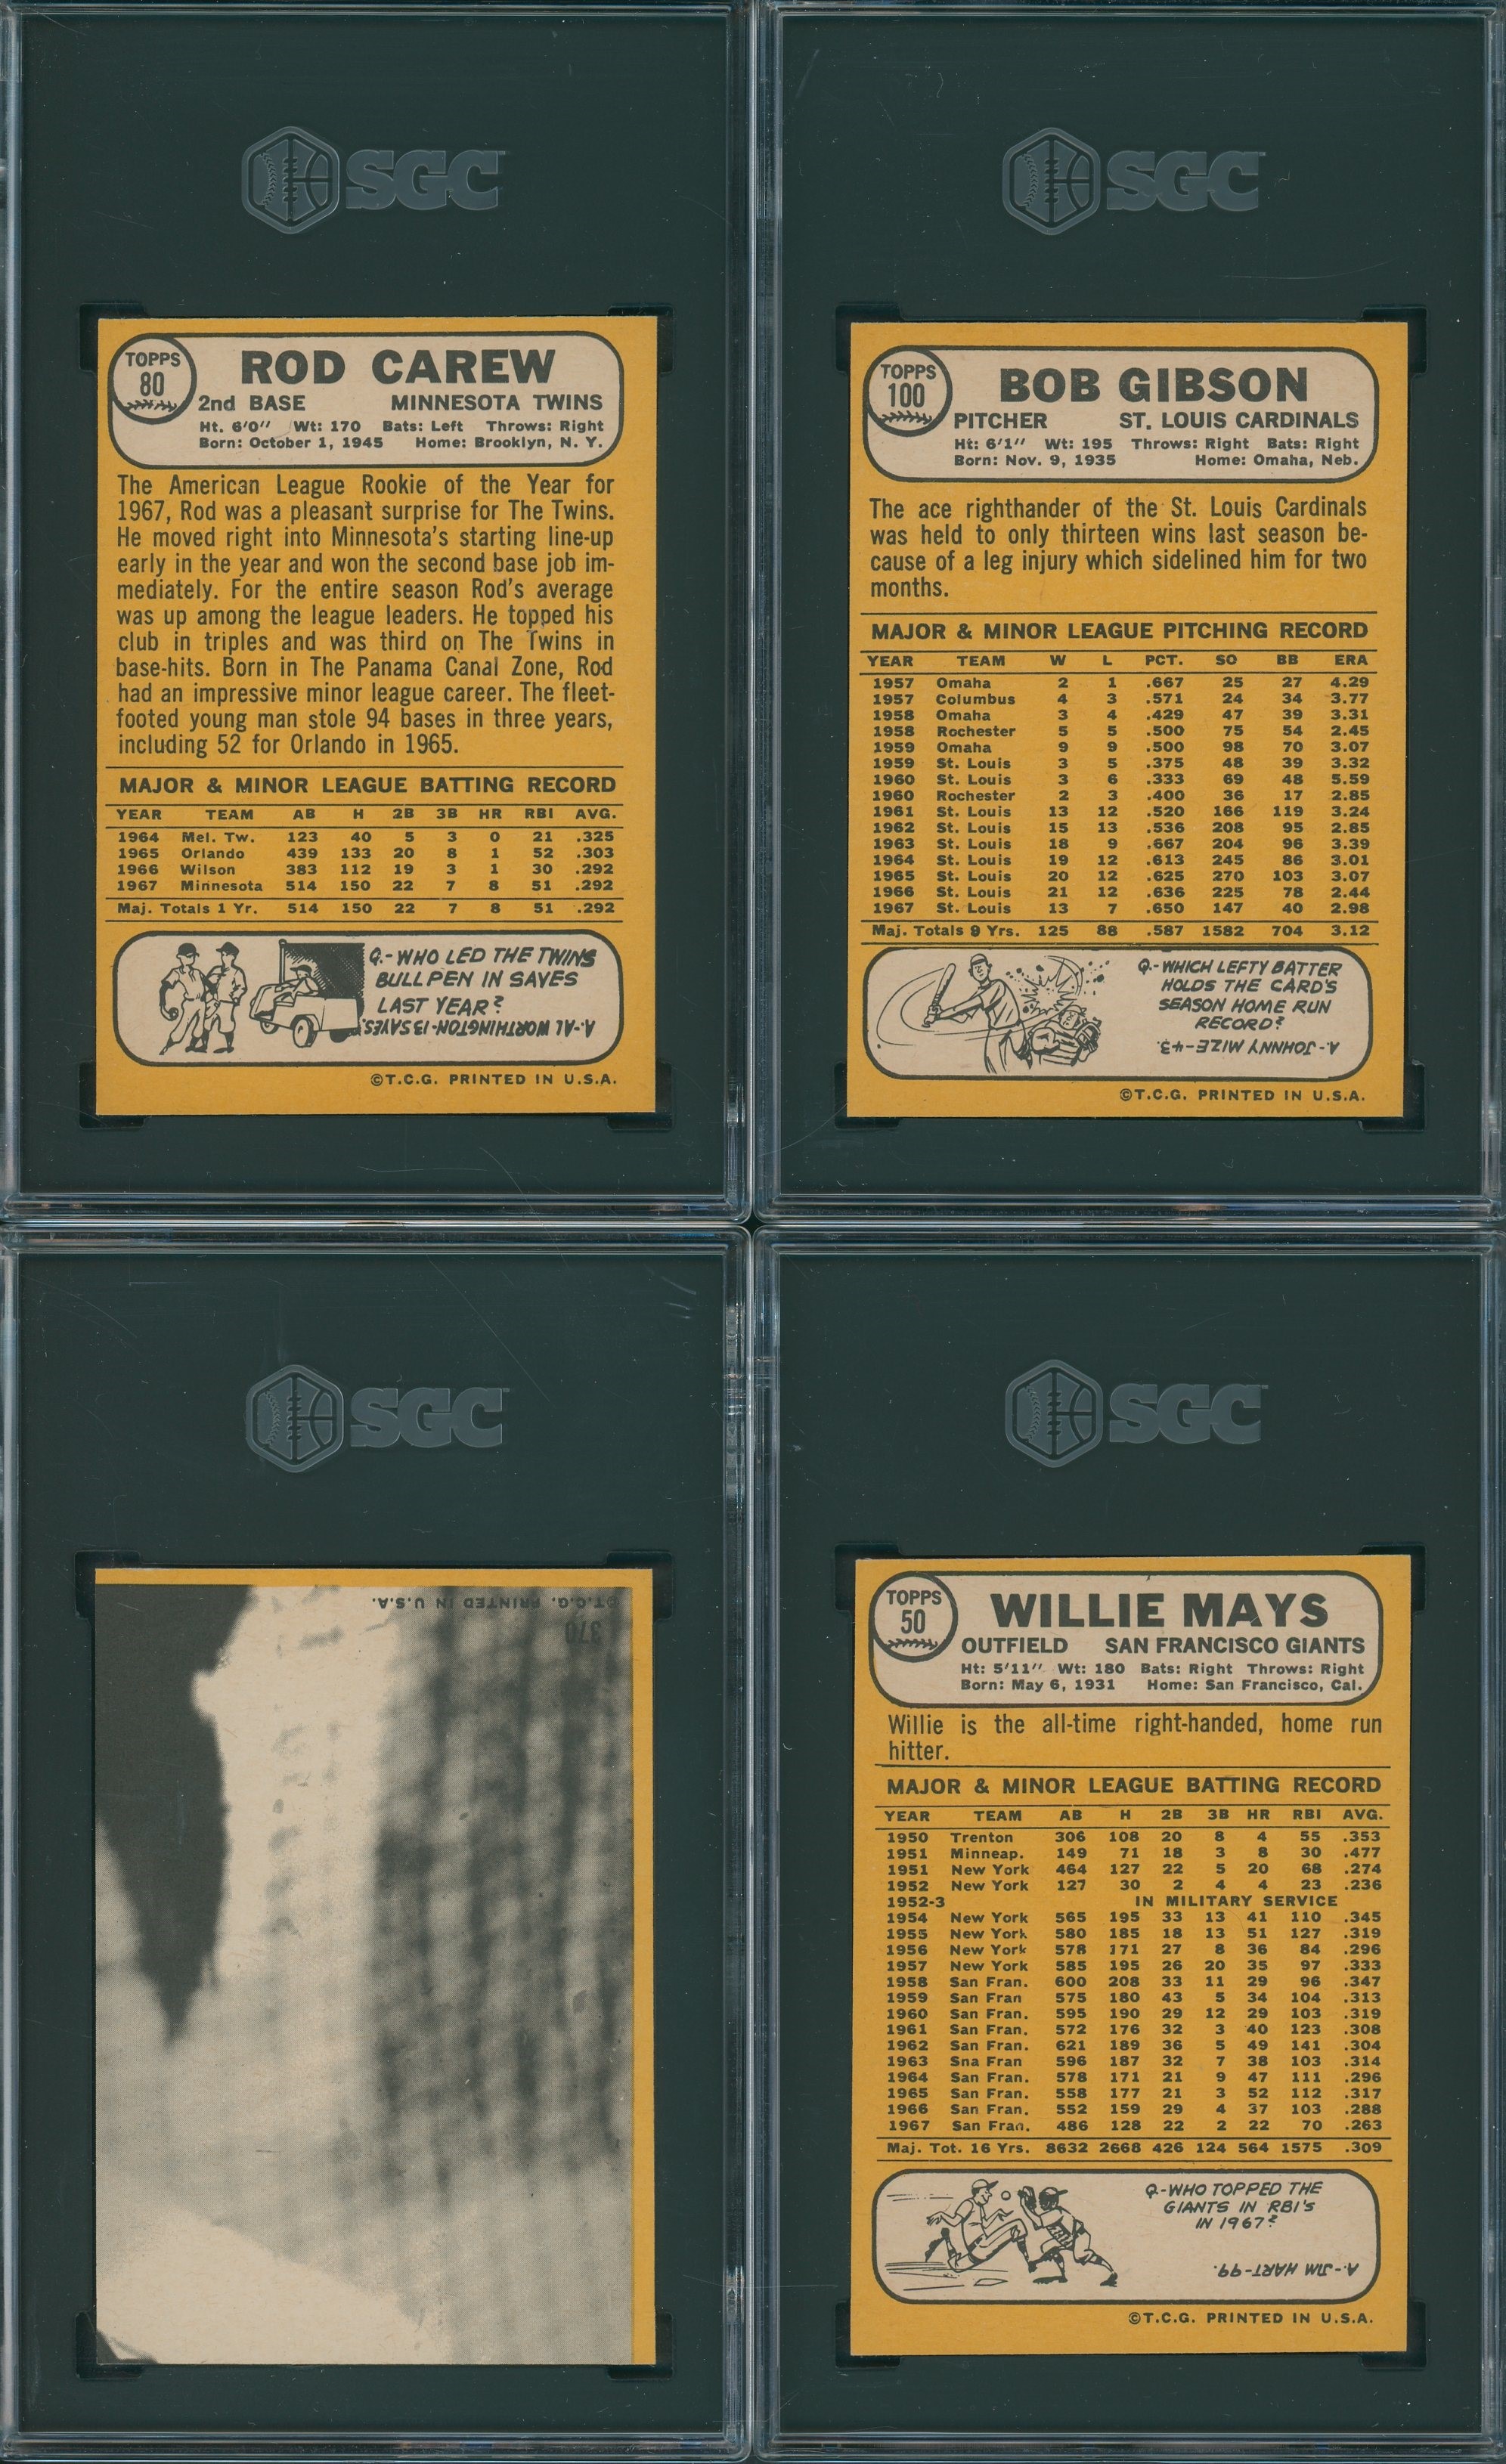 SGC
TOPPS
80
ROD CAREW
2nd BASE MINNESOTA TWINS
Ht. 6'0" Wt: 170 Bats: Left Throws: Right
Born: October 1, 1945 Home: Brooklyn, N. Y.
The American League Rookie of the Year for
1967, Rod was a pleasant surprise for The Twins.
He moved right into Minnesota's starting line-up
early in the year and won the second base job im-
mediately. For the entire season Rod's average
was up among the league leaders. He topped his
club in triples and was third on The Twins in
base-hits. Born in The Panama Canal Zone, Rod
had an impressive minor league career. The fleet-
footed young man stole 94 bases in three years,
including 52 for Orlando in 1965.
MAJOR & MINOR LEAGUE BATTING RECORD
YEAR TEAM AB H 2B 3B HR RBI AVG.
1964 Mel. Tw. 123 40 5 3 0 21 .325
1965 Orlando 439 133 20 8 1 52 .303
1966 Wilson 383 112 19 3 1 30 .292
1967 Minnesota 514 150 22 7 8 51 .292
Maj. Totals 1 Yr. 514 150 22 7 8 51 .292
Q.-WHO LED THE TWINS
BULLPEN IN SAVES
LAST YEAR?
A.-AL WORTHINGTON-13 SAVES.
©T.C.G. PRINTED IN U.S.A.
SGC
TOPPS
100
BOB GIBSON
PITCHER ST. LOUIS CARDINALS
Ht: 6'1" Wt: 195 Throws: Right Bats: Right
Born: Nov. 9, 1935 Home: Omaha, Neb.
The ace righthander of the St. Louis Cardinals
was held to only thirteen wins last season be-
cause of a leg injury which sidelined him for two
months.
MAJOR & MINOR LEAGUE PITCHING RECORD
YEAR TEAM W L PCT. SO BB ERA
1957 Omaha 2 1 .667 25 27 4.29
1957 Columbus 4 3 .571 24 34 3.77
1958 Omaha 3 4 .429 47 39 3.31
1958 Rochester 5 5 .500 75 54 2.45
1959 Omaha 9 9 .500 98 70 3.07
1959 St. Louis 3 5 .375 48 39 3.32
1960 St. Louis 3 6 .333 69 48 5.59
1960 Rochester 2 3 .400 36 17 2.85
1961 St. Louis 13 12 .520 166 119 3.24
1962 St. Louis 15 13 .536 208 95 2.85
1963 St. Louis 18 9 .667 204 96 3.39
1964 St. Louis 19 12 .613 245 86 3.01
1965 St. Louis 20 12 .625 270 103 3.07
1966 St. Louis 21 12 .636 225 78 2.44
1967 St. Louis 13 7 .650 147 40 2.98
Maj. Totals 9 Yrs. 125 88 .587 1582 704 3.12
Q.-WHICH LEFTY BATTER
HOLDS THE CARD'S
SEASON HOME RUN
RECORD?
A.-JOHNNY MIZE-43.
©T.C.G. PRINTED IN U.S.A.
SGC
©T.C.G. PRINTED IN U.S.A.
370
SGC
TOPPS
50
WILLIE MAYS
OUTFIELD SAN FRANCISCO GIANTS
Ht: 5'11" Wt: 180 Bats: Right Throws: Right
Born: May 6, 1931 Home: San Francisco, Cal.
Willie is the all-time right-handed, home run
hitter.
MAJOR & MINOR LEAGUE BATTING RECORD
YEAR TEAM AB H 2B 3B HR RBI AVG.
1950 Trenton 306 108 20 8 4 55 .353
1951 Minneap. 149 71 18 3 8 30 .477
1951 New York 464 127 22 5 20 68 .274
1952 New York 127 30 2 4 4 23 .236
1952-3 IN MILITARY SERVICE
1954 New York 565 195 33 13 41 110 .345
1955 New York 580 185 18 13 51 127 .319
1956 New York 578 171 27 8 36 84 .296
1957 New York 585 195 26 20 35 97 .333
1958 San Fran. 600 208 33 11 29 96 .347
1959 San Fran 575 180 43 5 34 104 .313
1960 San Fran. 595 190 29 12 29 103 .319
1961 San Fran. 572 176 32 3 40 123 .308
1962 San Fran. 621 189 36 5 49 141 .304
1963 Sna Fran 596 187 32 7 38 103 .314
1964 San Fran. 578 171 21 9 47 111 .296
1965 San Fran. 558 177 21 3 52 112 .317
1966 San Fran. 552 159 29 4 37 103 .288
1967 San Fran. 486 128 22 2 22 70 .263
Maj. Tot. 16 Yrs. 8632 2668 426 124 564 1575 .309
Q.-WHO TOPPED THE
GIANTS IN RBI'S
IN 1967?
A.-JIM HART-99.
©T.C.G. PRINTED IN U.S.A.